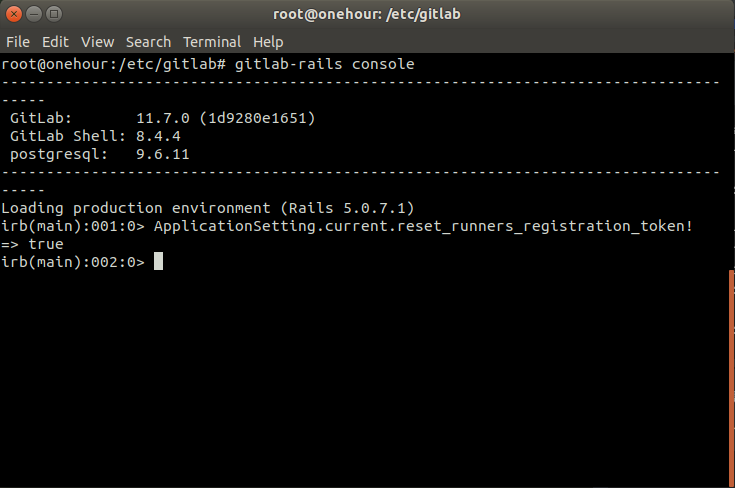 root@onehour: /etc/gitlab
File Edit View Search Terminal Help
root@onehour:/etc/gitlab# gitlab-rails console
--------------------------------------------------------------------------------
-----
 GitLab:       11.7.0 (1d9280e1651)
 GitLab Shell: 8.4.4
 postgresql:   9.6.11
--------------------------------------------------------------------------------
-----
Loading production environment (Rails 5.0.7.1)
irb(main):001:0> ApplicationSetting.current.reset_runners_registration_token!
=> true
irb(main):002:0>